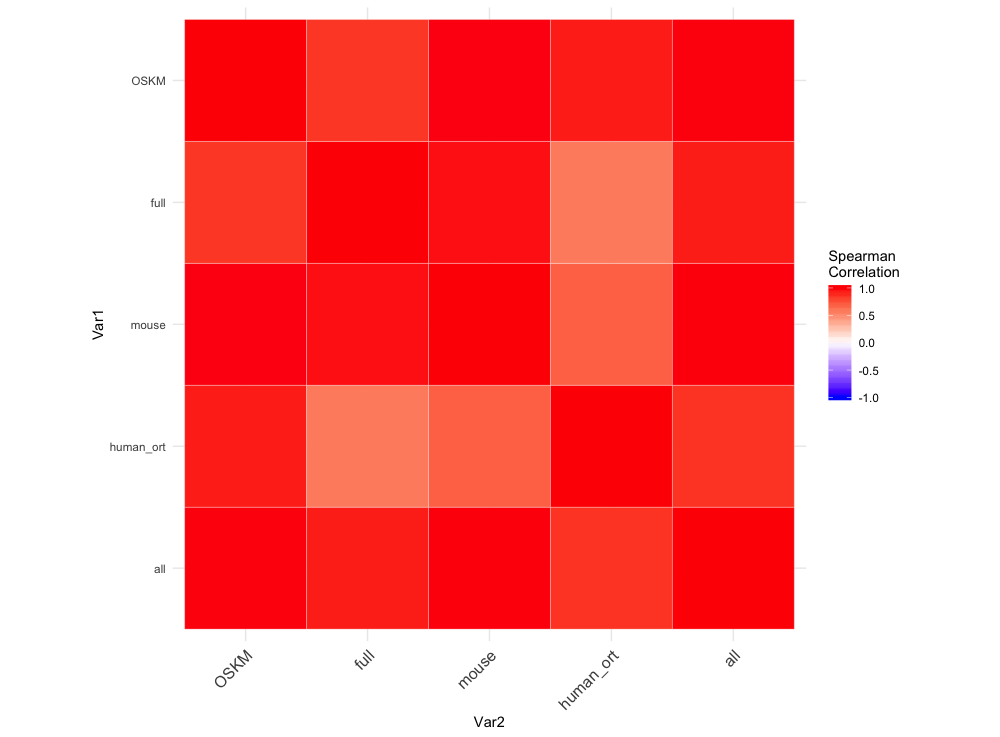 OSKM
full
mouse
human_ort
all
Var1
OSKM
full
mouse
human_ort
all
Var2
Spearman
Correlation
1.0
0.5
0.0
-0.5
-1.0